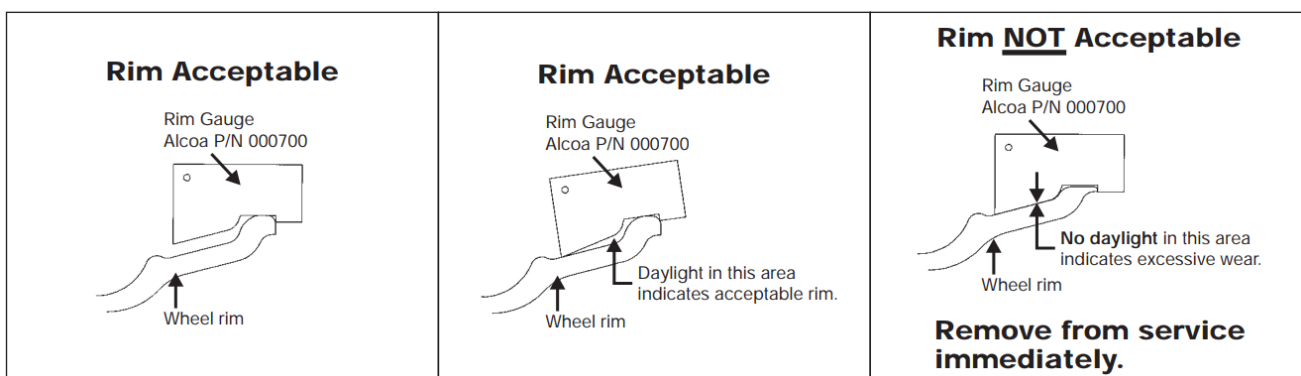 Rim Acceptable
Rim Gauge
Alcoa P/N 000700
Wheel rim
Rim Acceptable
Rim Gauge
Alcoa P/N 000700
Daylight in this area
indicates acceptable rim.
Wheel rim
Rim NOT Acceptable
Rim Gauge
Alcoa P/N 000700
No daylight in this area
indicates excessive wear.
Wheel rim
Remove from service
immediately.